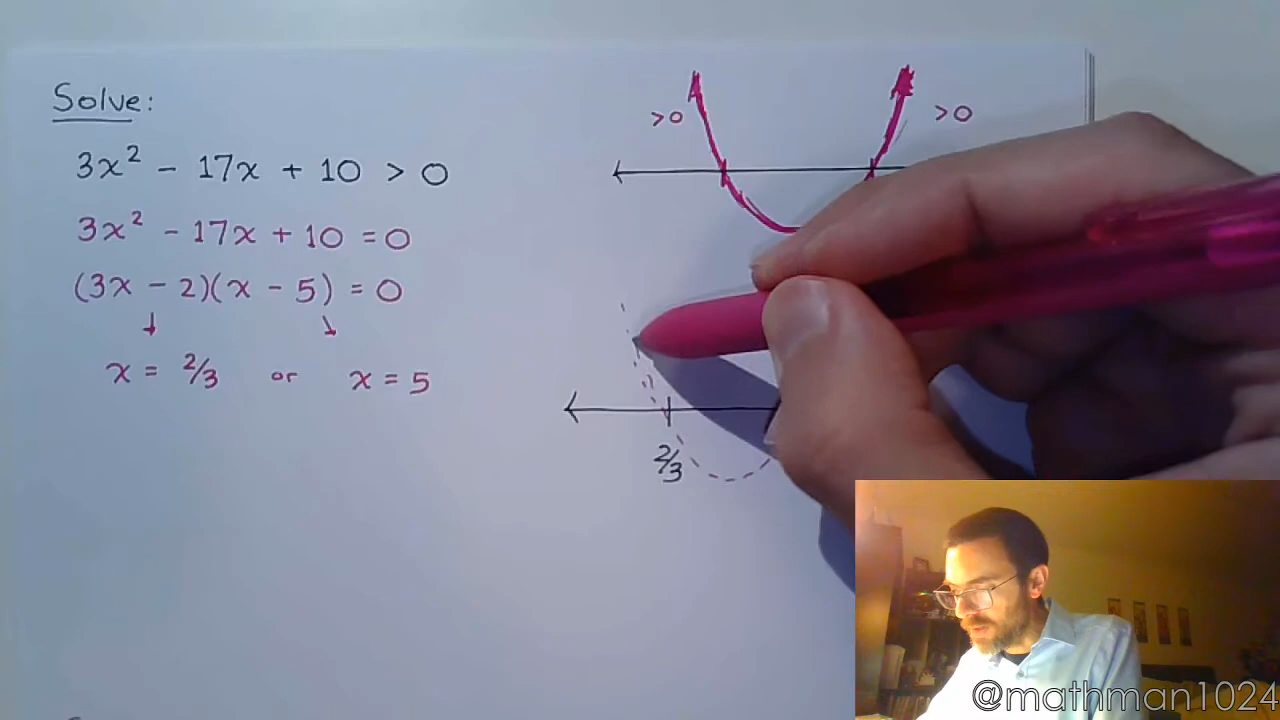 Solve:
3x² - 17x + 10 > 0
3x² - 17x + 10 = 0
(3x - 2)(x - 5) = 0
x = 2/3 or x = 5
>0
>0
2/3
@mathman1024